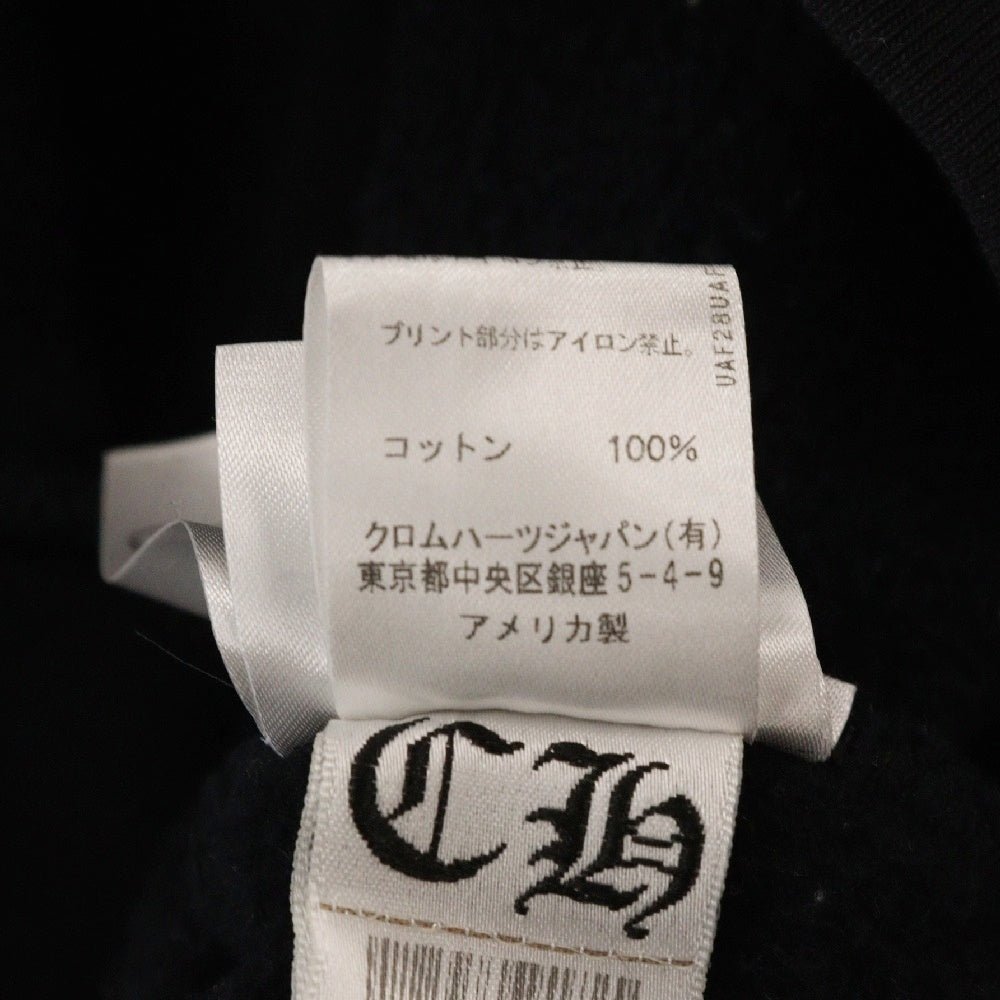 プリント部分はアイロン禁止。
コットン 100%
クロムハーツジャパン(有)
東京都中央区銀座5-4-9
アメリカ製
UAF28UAF
CH